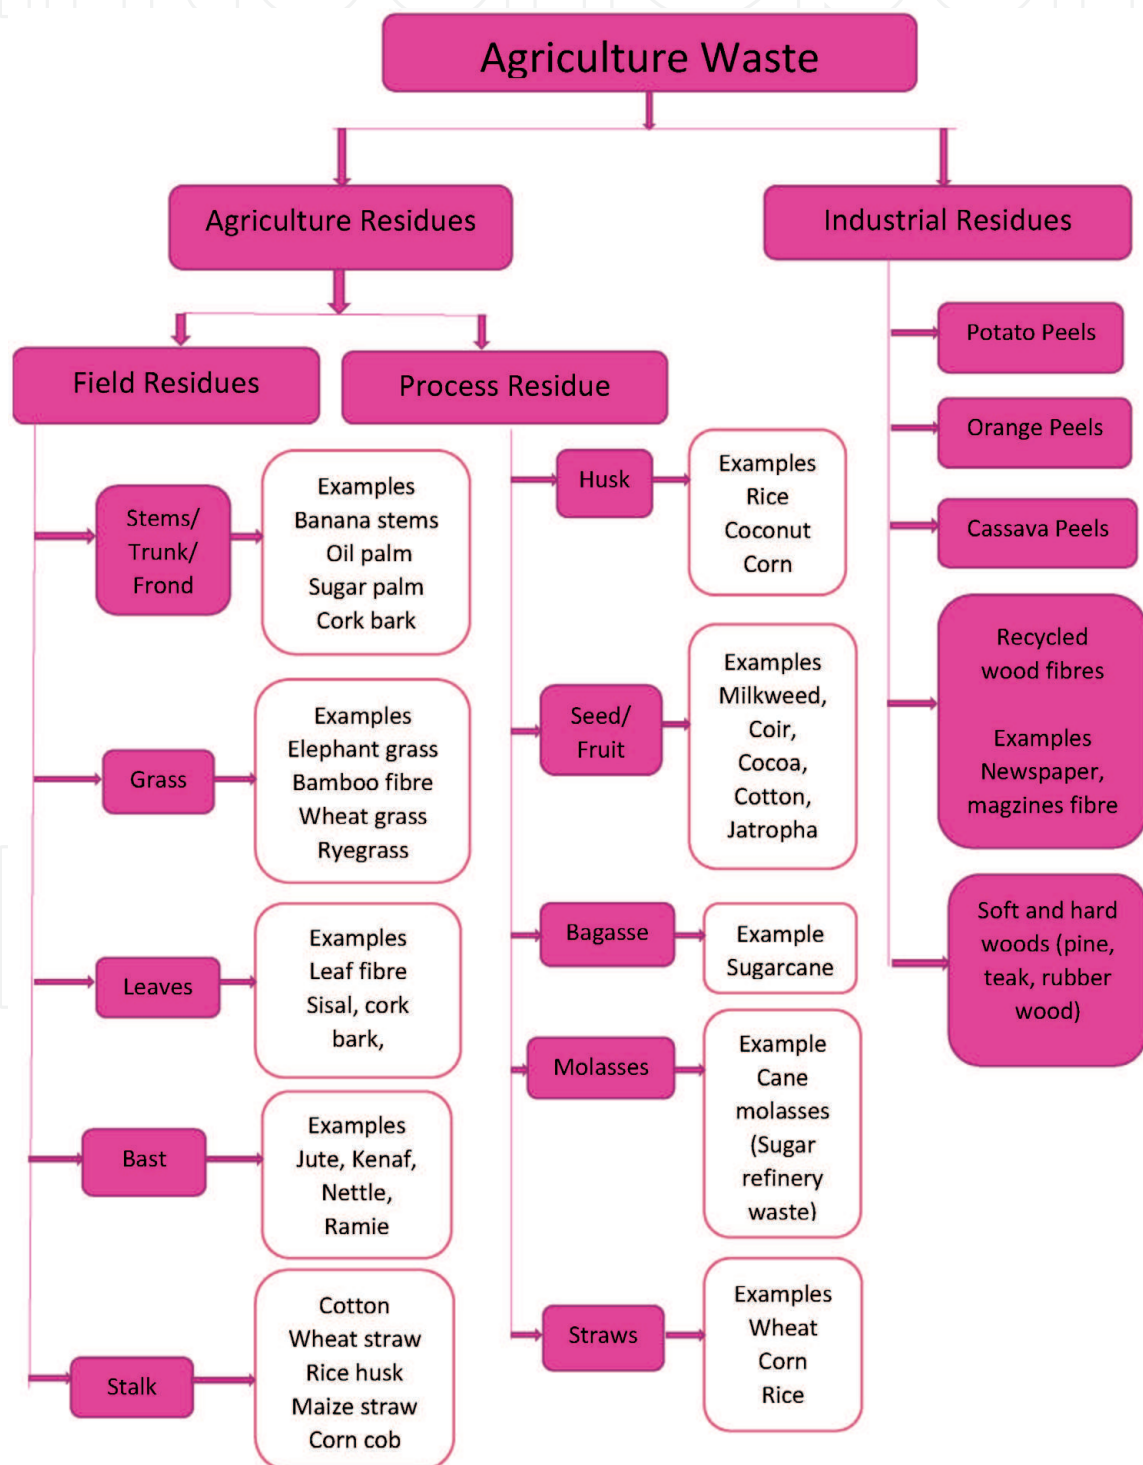 Agriculture Waste
Agriculture Residues
Industrial Residues
Field Residues
Process Residue
Stems/
Trunk/
Frond
Examples
Banana stems
Oil palm
Sugar palm
Cork bark
Grass
Examples
Elephant grass
Bamboo fibre
Wheat grass
Ryegrass
Leaves
Examples
Leaf fibre
Sisal, cork
bark,
Bast
Examples
Jute, Kenaf,
Nettle,
Ramie
Stalk
Cotton
Wheat straw
Rice husk
Maize straw
Corn cob
Husk
Examples
Rice
Coconut
Corn
Seed/
Fruit
Examples
Milkweed,
Coir,
Cocoa,
Cotton,
Jatropha
Bagasse
Example
Sugarcane
Molasses
Example
Cane
molasses
(Sugar
refinery
waste)
Straws
Examples
Wheat
Corn
Rice
Potato Peels
Orange Peels
Cassava Peels
Recycled
wood fibres
Examples
Newspaper,
magzines fibre
Soft and hard
woods (pine,
teak, rubber
wood)